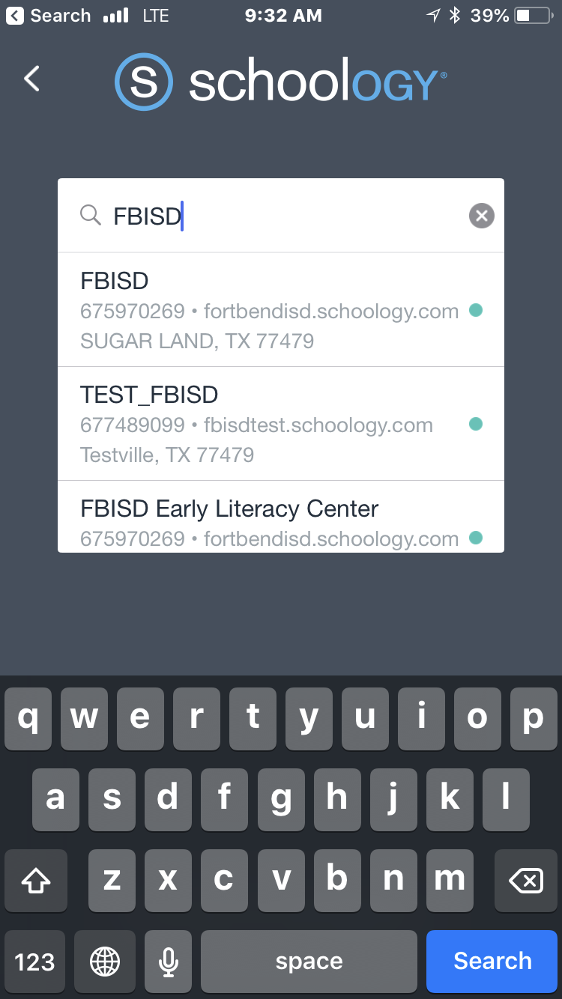 Search LTE 9:32 AM 39%
S schoology®
FBISD
FBISD
675970269 • fortbendisd.schoology.com
SUGAR LAND, TX 77479
TEST_FBISD
677489099 • fbisdtest.schoology.com
Testville, TX 77479
FBISD Early Literacy Center
675970269 • fortbendisd.schoology.com
q w e r t y u i o p
a s d f g h j k l
z x c v b n m
123 space Search